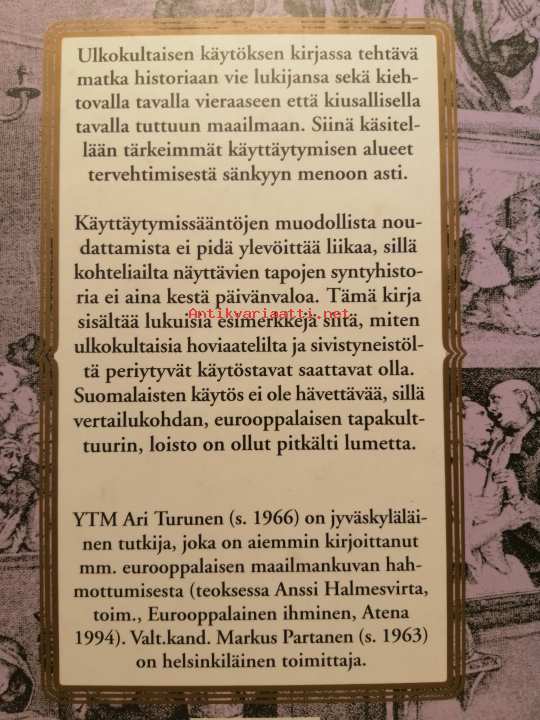 Ulkokultaisen käytöksen kirjassa tehtävä
matka historiaan vie lukijansa sekä kieh-
tovalla tavalla vieraaseen että kiusallisella
tavalla tuttuun maailmaan. Siinä käsitel-
lään tärkeimmät käyttäytymisen alueet
tervehtimisestä sänkyyn menoon asti.
Käyttäytymissääntöjen muodollista nou-
dattamista ei pidä ylevöittää liikaa, sillä
kohteliailta näyttävien tapojen syntyhisto-
ria ei aina kestä päivänvaloa. Tämä kirja
Antikvariaatti.net
sisältää lukuisia esimerkkejä siitä, miten
ulkokultaisia hoviaatelilta ja sivistyneistöl-
tä periytyvät käytöstavat saattavat olla.
Suomalaisten käytös ei ole hävettävää, sillä
vertailukohdan, eurooppalaisen tapakult-
tuurin, loisto on ollut pitkälti lumetta.
YTM Ari Turunen (s. 1966) on jyväskyläläi-
nen tutkija, joka on aiemmin kirjoittanut
mm. eurooppalaisen maailmankuvan hah-
mottumisesta (teoksessa Anssi Halmesvirta,
toim., Eurooppalainen ihminen, Atena
1994). Valt.kand. Markus Partanen (s. 1963)
on helsinkiläinen toimittaja.